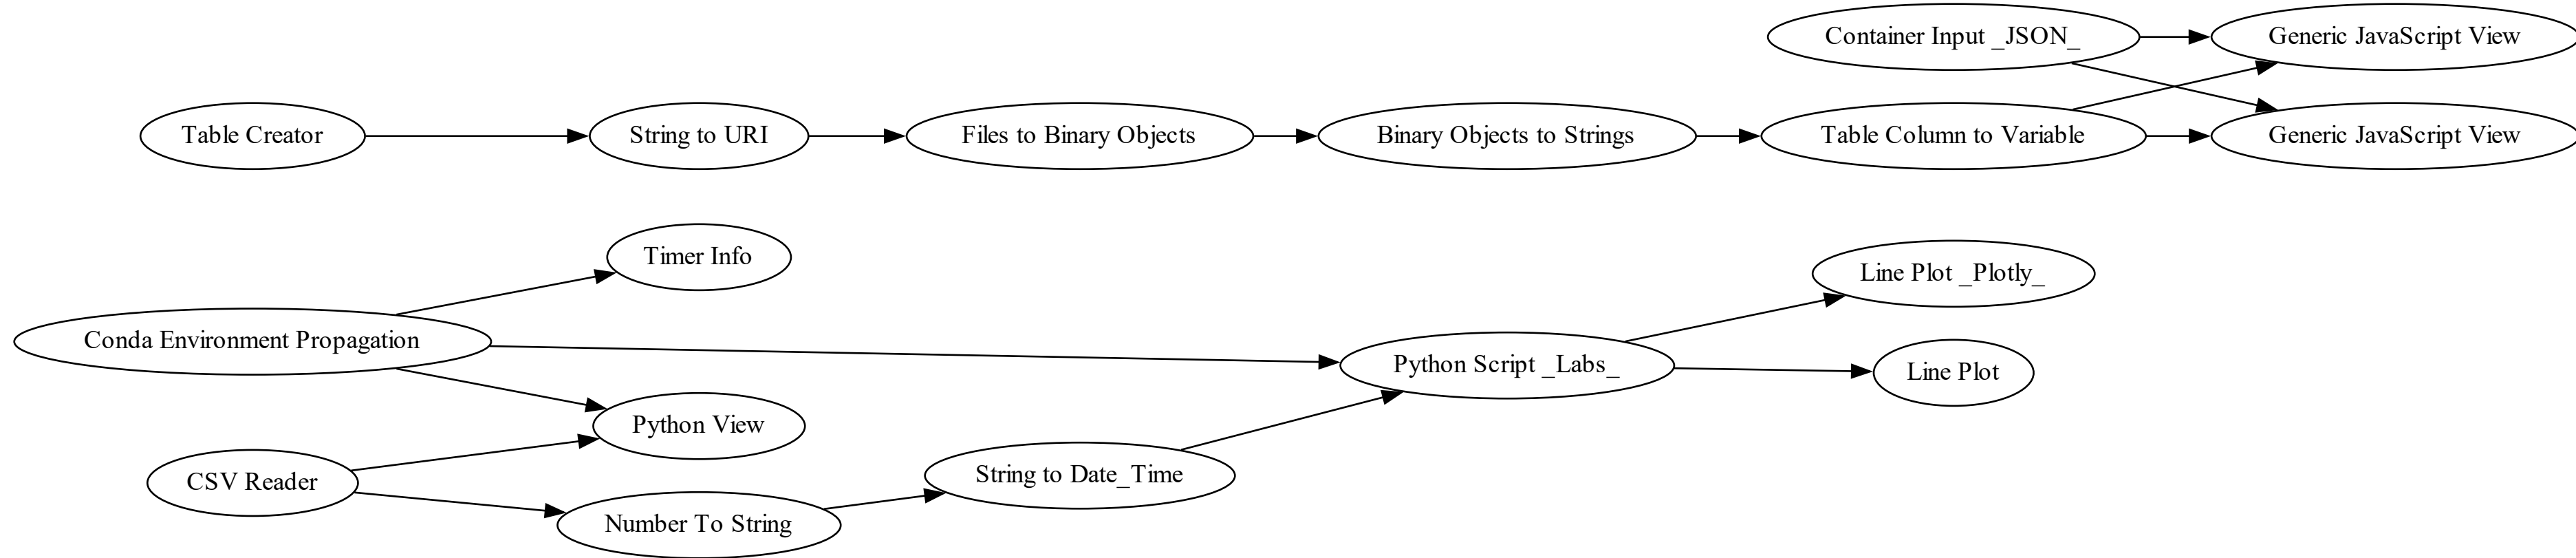 Container Input _JSON_
Generic JavaScript View
Table Creator
String to URI
Files to Binary Objects
Binary Objects to Strings
Table Column to Variable
Generic JavaScript View
Timer Info
Line Plot _Plotly_
Conda Environment Propagation
Python Script _Labs_
Line Plot
Python View
CSV Reader
String to Date_Time
Number To String